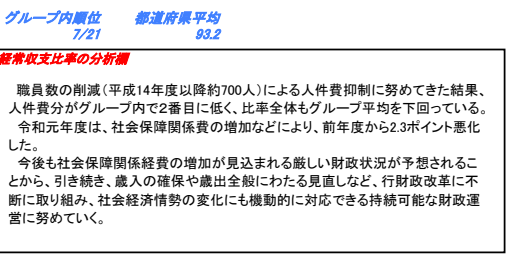 グループ内順位 都道府県平均
7/21 93.2
経常収支比率の分析欄
職員数の削減(平成14年度以降約700人)による人件費抑制に努めてきた結果、
人件費分がグループ内で2番目に低く、比率全体もグループ平均を下回っている。
令和元年度は、社会保障関係費の増加などにより、前年度から2.3ポイント悪化
した。
今後も社会保障関係経費の増加が見込まれる厳しい財政状況が予想されるこ
とから、引き続き、歳入の確保や歳出全般にわたる見直しなど、行財政改革に不
断に取り組み、社会経済情勢の変化にも機動的に対応できる持続可能な財政運
営に努めていく。